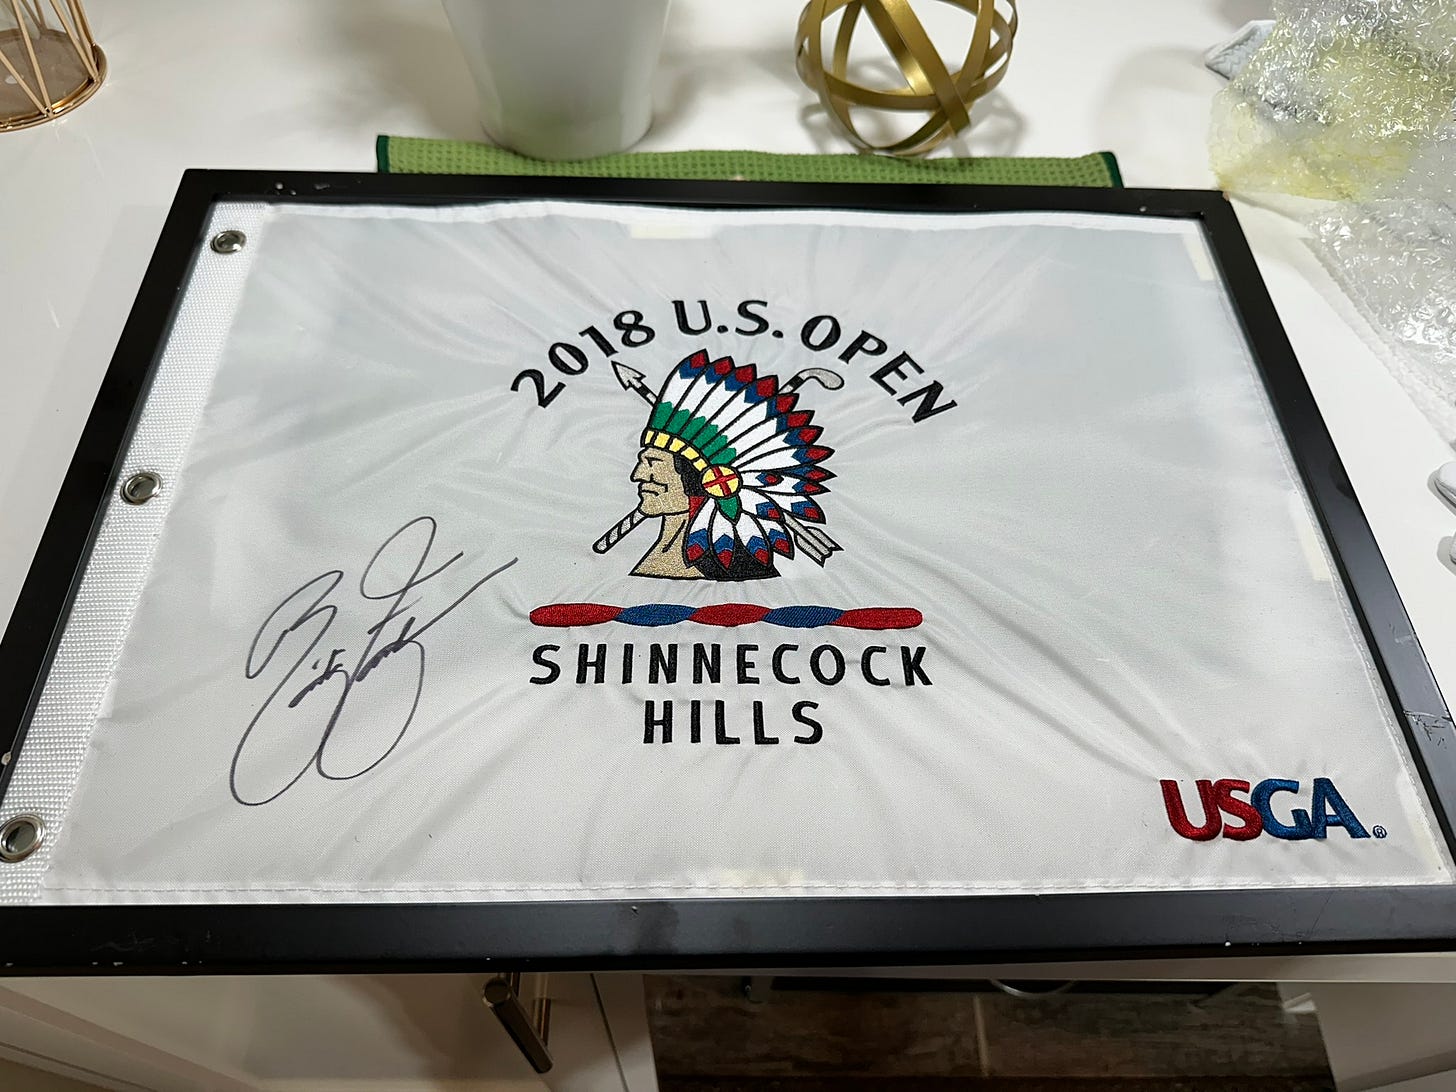 2018 U.S. OPEN
SHINNECOCK
HILLS
USGA®